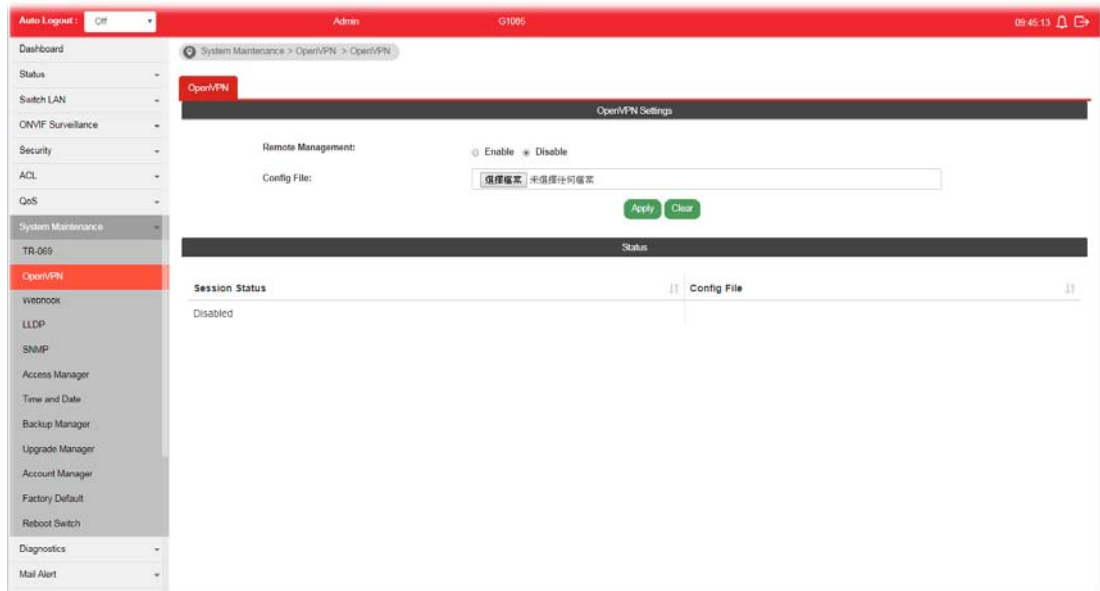 Auto Logout : Off Admin G1085 09:45:13
Dashboard
Status
Switch LAN
ONVIF Surveillance
Security
ACL
QoS
System Maintenance
TR-069
OpenVPN
Webhook
LLDP
SNMP
Access Manager
Time and Date
Backup Manager
Upgrade Manager
Account Manager
Factory Default
Reboot Switch
Diagnostics
Mail Alert
System Maintenance > OpenVPN > OpenVPN
OpenVPN
OpenVPN Settings
Remote Management: Enable Disable
Config File: 選擇檔案 未選擇任何檔案
Apply Clear
Status
Session Status Config File
Disabled